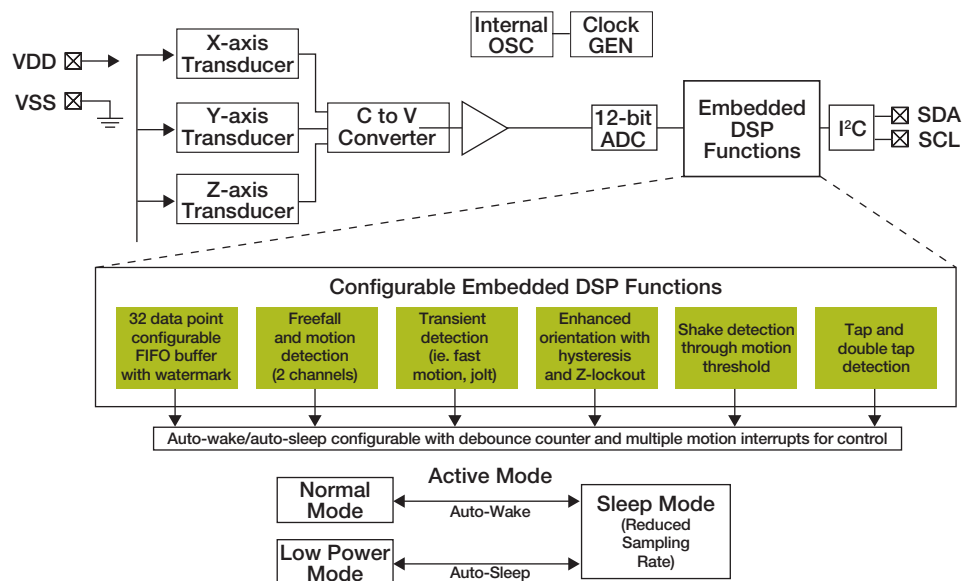 VDD
VSS
X-axis
Transducer
Y-axis
Transducer
Z-axis
Transducer
C to V
Converter
Internal
OSC
Clock
GEN
12-bit
ADC
Embedded
DSP
Functions
I²C
SDA
SCL
Configurable Embedded DSP Functions
32 data point
configurable
FIFO buffer
with watermark
Freefall
and motion
detection
(2 channels)
Transient
detection
(ie. fast
motion, jolt)
Enhanced
orientation with
hysteresis
and Z-lockout
Shake detection
through motion
threshold
Tap and
double tap
detection
Auto-wake/auto-sleep configurable with debounce counter and multiple motion interrupts for control
Active Mode
Normal
Mode
Auto-Wake
Low Power
Mode
Auto-Sleep
Sleep Mode
(Reduced
Sampling
Rate)